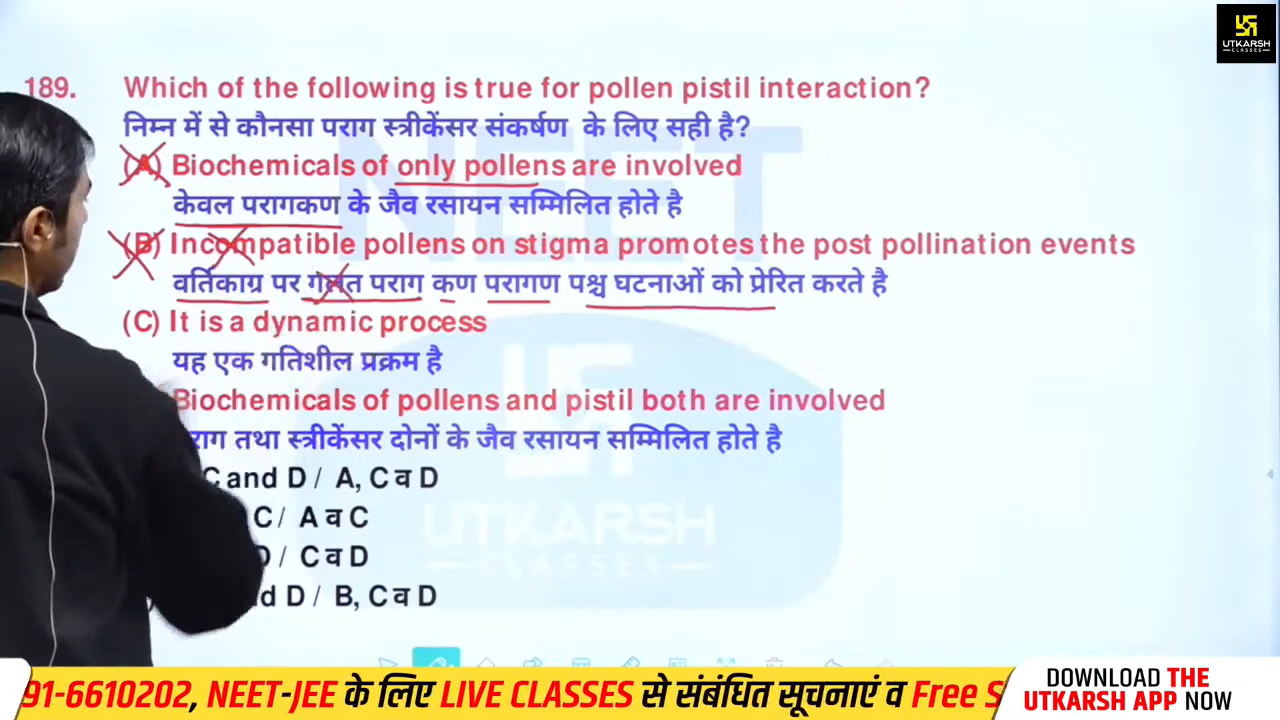 UTKARSH
CLASSES
189. Which of the following is true for pollen pistil interaction?
निम्न में से कौनसा पराग स्त्रीकेंसर संकर्षण के लिए सही है?
(A) Biochemicals of only pollens are involved
केवल परागकण के जैव रसायन सम्मिलित होते है
(B) Incompatible pollens on stigma promotes the post pollination events
वर्तिकाग्र पर गलत पराग कण परागण पश्च घटनाओं को प्रेरित करते है
(C) It is a dynamic process
यह एक गतिशील प्रक्रम है
Biochemicals of pollens and pistil both are involved
तथा स्त्रीकेंसर दोनों के जैव रसायन सम्मिलित होते है
C and D / A, C व D
C / A व C
D / C व D
D / B, C व D
NEET
UTKARSH
CLASSES
91-6610202, NEET-JEE के लिए LIVE CLASSES से संबंधित सूचनाएं व Free
DOWNLOAD THE
UTKARSH APP NOW